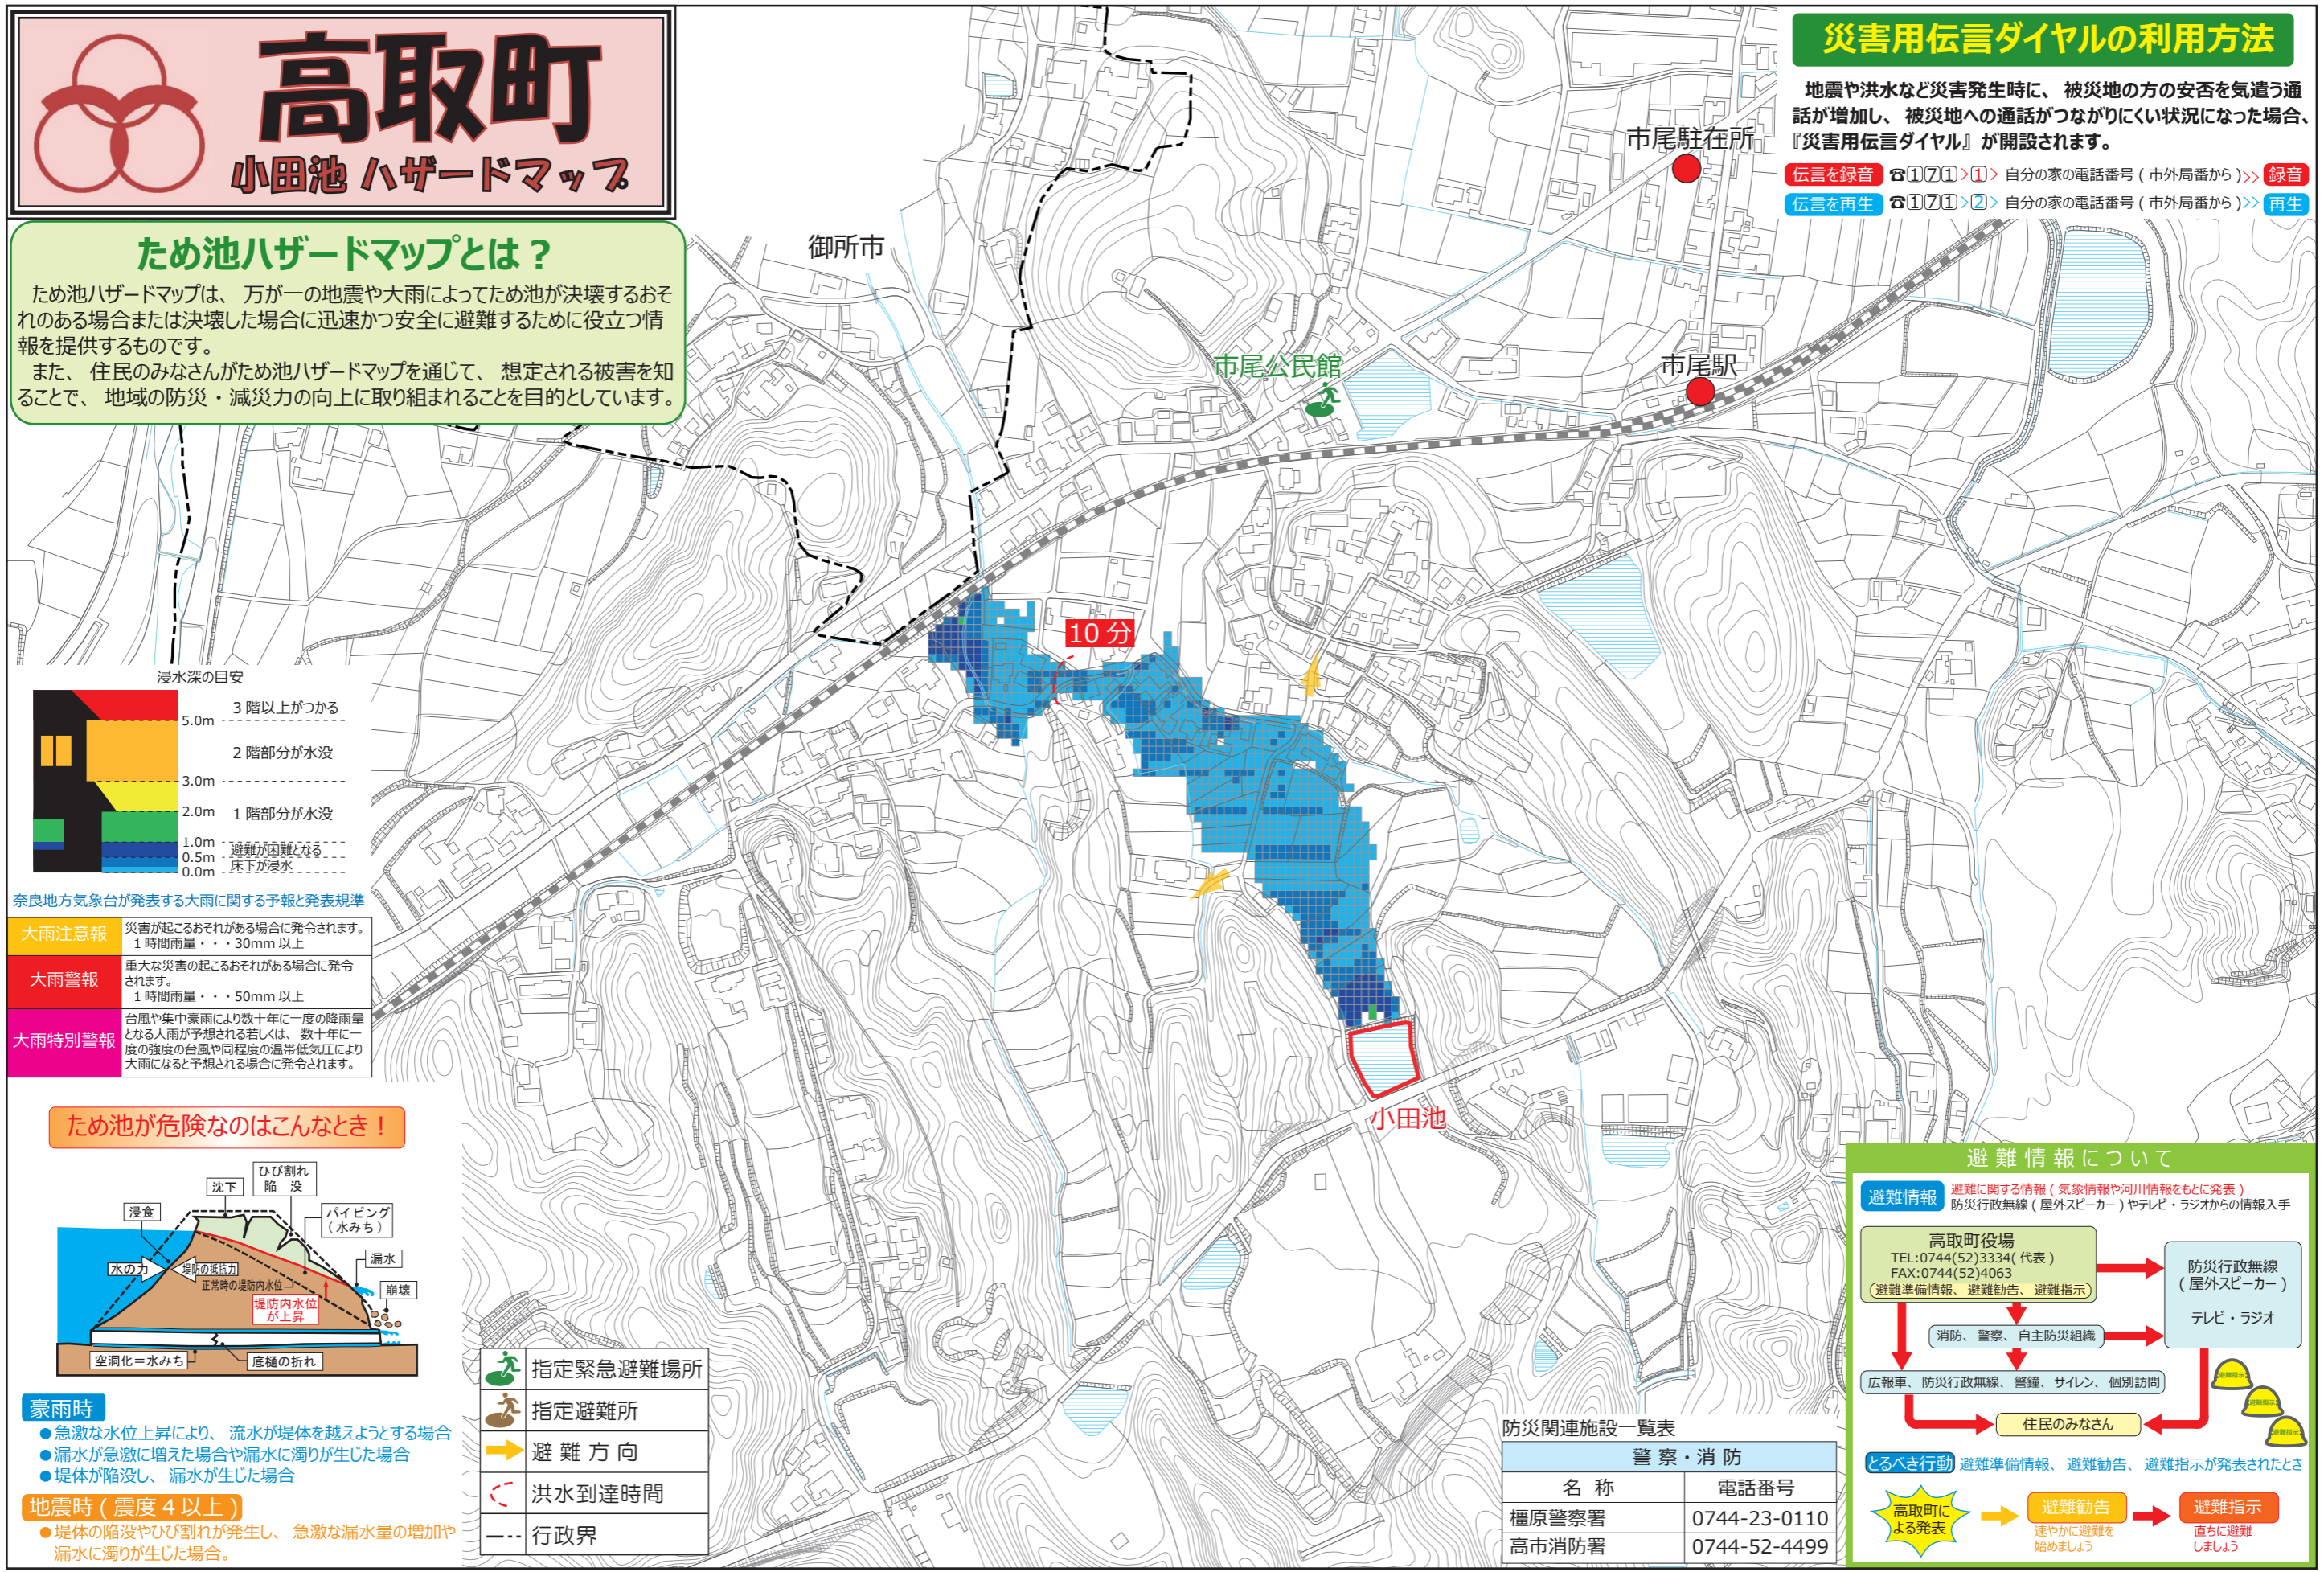 高取町
小田池 ハザードマップ
ため池ハザードマップとは？
ため池ハザードマップは、万が一の地震や大雨によってため池が決壊するおそ
れのある場合または決壊した場合に迅速かつ安全に避難するために役立つ情
報を提供するものです。
また、住民のみなさんがため池ハザードマップを通じて、想定される被害を知
ることで、地域の防災・減災力の向上に取り組まれることを目的としています。
災害用伝言ダイヤルの利用方法
地震や洪水など災害発生時に、被災地の方の安否を気遣う通
話が増加し、被災地への通話がつながりにくい状況になった場合、
『災害用伝言ダイヤル』が開設されます。
伝言を録音 ☎171>1> 自分の家の電話番号(市外局番から)>> 録音
伝言を再生 ☎171>2> 自分の家の電話番号(市外局番から)>> 再生
御所市
市尾駐在所
市尾公民館
市尾駅
10分
小田池
浸水深の目安
3階以上がつかる
5.0m
2階部分が水没
3.0m
2.0m
1階部分が水没
1.0m
避難が困難となる
0.5m
床下が浸水
0.0m
奈良地方気象台が発表する大雨に関する予報と発表規準
大雨注意報
災害が起こるおそれがある場合に発令されます。
1時間雨量・・・30mm以上
大雨警報
重大な災害の起こるおそれがある場合に発令
されます。
1時間雨量・・・50mm以上
大雨特別警報
台風や集中豪雨により数十年に一度の降雨量
となる大雨が予想される若しくは、数十年に一
度の強度の台風や同程度の温帯低気圧により
大雨になると予想される場合に発令されます。
ため池が危険なのはこんなとき！
ひび割れ
陥 没
沈下
浸食
パイピング
(水みち)
漏水
水の力
堤防の抵抗力
正常時の堤防内水位
崩壊
堤防内水位
が上昇
空洞化＝水みち
底樋の折れ
豪雨時
●急激な水位上昇により、流水が堤体を越えようとする場合
●漏水が急激に増えた場合や漏水に濁りが生じた場合
●堤体が陥没し、漏水が生じた場合
地震時(震度4以上)
●堤体の陥没やひび割れが発生し、急激な漏水量の増加や
漏水に濁りが生じた場合。
指定緊急避難場所
指定避難所
避難方向
洪水到達時間
行政界
防災関連施設一覧表
警察・消防
名 称 電話番号
橿原警察署 0744-23-0110
高市消防署 0744-52-4499
避難情報について
避難情報
避難に関する情報(気象情報や河川情報をもとに発表)
防災行政無線(屋外スピーカー)やテレビ・ラジオからの情報入手
高取町役場
TEL:0744(52)3334(代表)
FAX:0744(52)4063
避難準備情報、避難勧告、避難指示
防災行政無線
(屋外スピーカー)
テレビ・ラジオ
消防、警察、自主防災組織
広報車、防災行政無線、警鐘、サイレン、個別訪問
避難指示
避難指示
避難指示
住民のみなさん
とるべき行動 避難準備情報、避難勧告、避難指示が発表されたとき
高取町に
よる発表
避難勧告
速やかに避難を
始めましょう
避難指示
直ちに避難
しましょう